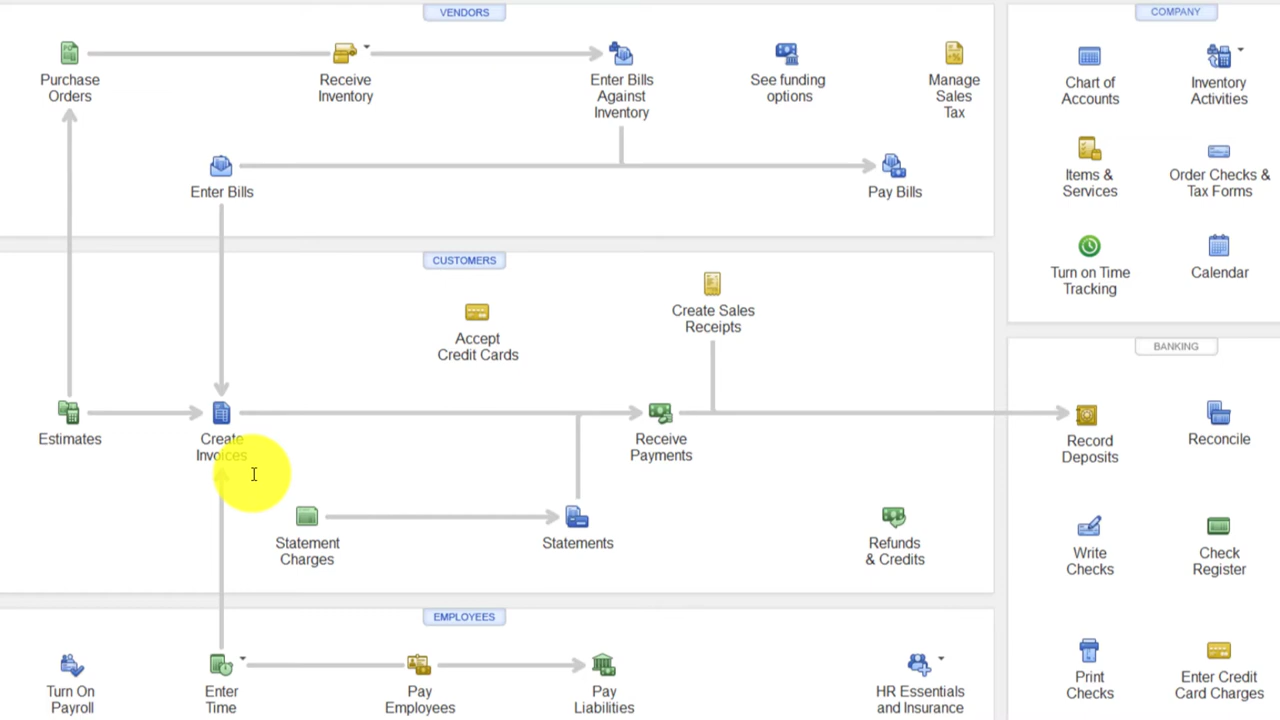 VENDORS
Purchase
Orders
Receive
Inventory
Enter Bills
Against
Inventory
See funding
options
Manage
Sales
Tax
Enter Bills
Pay Bills
CUSTOMERS
Accept
Credit Cards
Create Sales
Receipts
Estimates
Create
Invoices
Receive
Payments
Statement
Charges
Statements
Refunds
& Credits
EMPLOYEES
Turn On
Payroll
Enter
Time
Pay
Employees
Pay
Liabilities
HR Essentials
and Insurance
COMPANY
Chart of
Accounts
Inventory
Activities
Items &
Services
Order Checks &
Tax Forms
Turn on Time
Tracking
Calendar
BANKING
Record
Deposits
Reconcile
Write
Checks
Check
Register
Print
Checks
Enter Credit
Card Charges